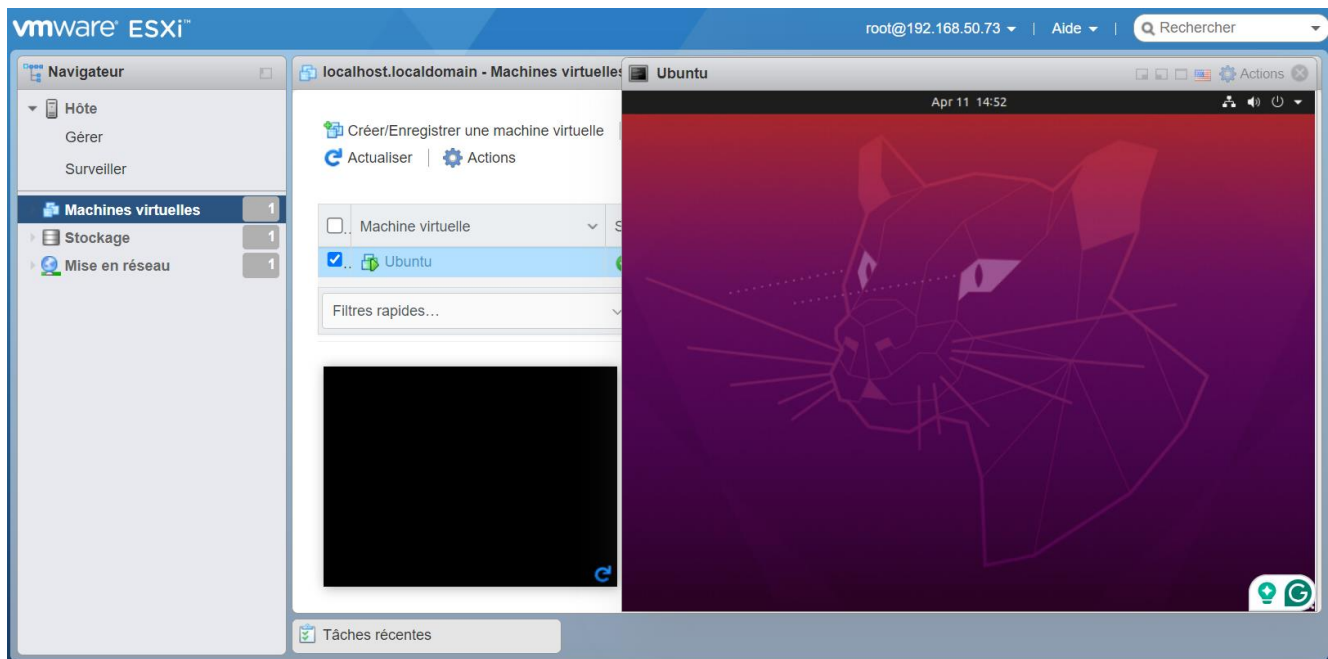 vmware ESXi™
root@192.168.50.73 | Aide | Rechercher
Navigateur
Hôte
Gérer
Surveiller
Machines virtuelles 1
Stockage 1
Mise en réseau 1
localhost.localdomain - Machines virtuelles
Créer/Enregistrer une machine virtuelle
Actualiser | Actions
Machine virtuelle S
Ubuntu
Filtres rapides...
Tâches récentes
Ubuntu
Actions
Apr 11 14:52